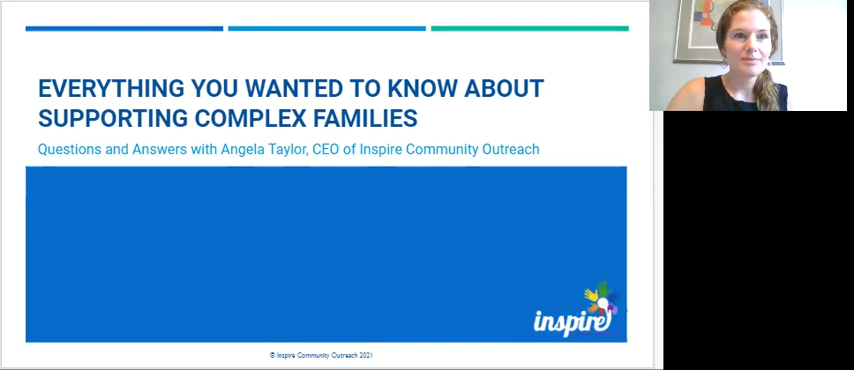 EVERYTHING YOU WANTED TO KNOW ABOUT
SUPPORTING COMPLEX FAMILIES
Questions and Answers with Angela Taylor, CEO of Inspire Community Outreach
inspire
© Inspire Community Outreach 2021